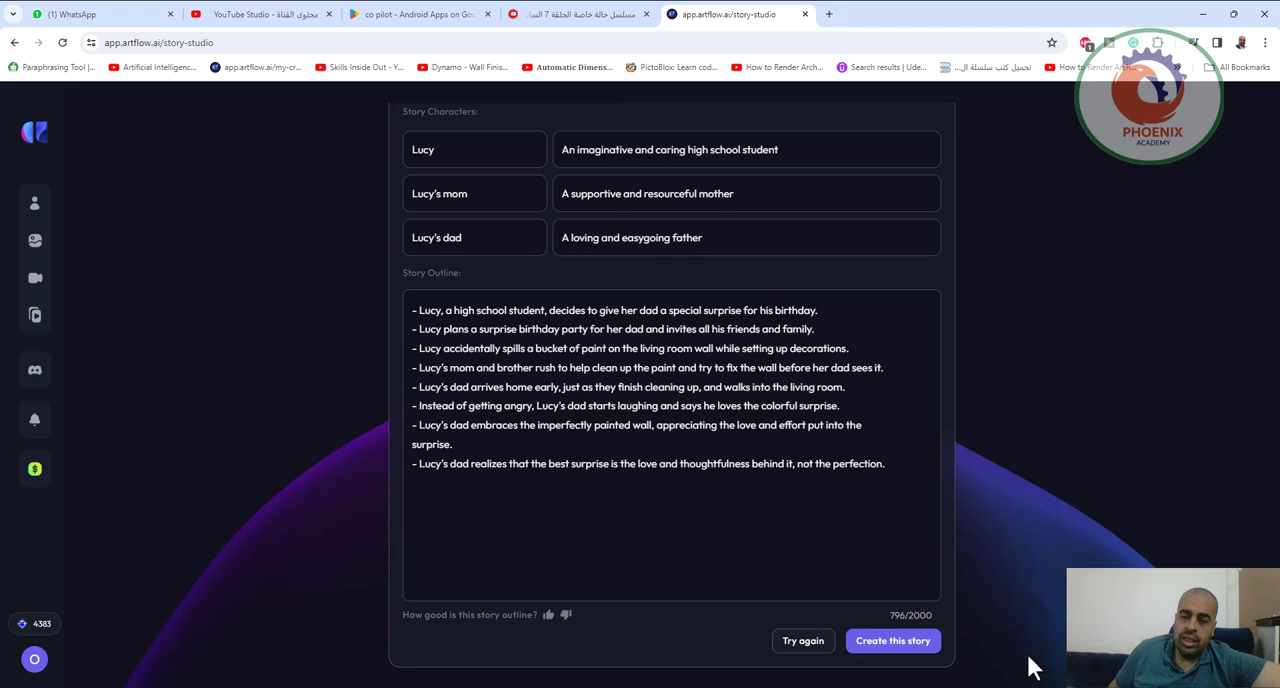 (1) WhatsApp
YouTube Studio - محتوى القناة
co pilot - Android Apps on Goo
مسلسل حالة خاصة الحلقة 7 الساب
app.artflow.ai/story-studio
app.artflow.ai/story-studio
1
Paraphrasing Tool |...
Artificial Intelligenc...
app.artflow.ai/my-cr...
Skills Inside Out - Y...
Dynamo - Wall Finis...
Automatic Dimens...
PictoBlox: Learn cod...
How to Render Arch...
Search results | Ude...
تحميل كتب سلسلة ال...
How to Render Arch...
All Bookmarks
PHOENIX
ACADEMY
Story Characters:
Lucy
An imaginative and caring high school student
Lucy's mom
A supportive and resourceful mother
Lucy's dad
A loving and easygoing father
Story Outline:
- Lucy, a high school student, decides to give her dad a special surprise for his birthday.
- Lucy plans a surprise birthday party for her dad and invites all his friends and family.
- Lucy accidentally spills a bucket of paint on the living room wall while setting up decorations.
- Lucy's mom and brother rush to help clean up the paint and try to fix the wall before her dad sees it.
- Lucy's dad arrives home early, just as they finish cleaning up, and walks into the living room.
- Instead of getting angry, Lucy's dad starts laughing and says he loves the colorful surprise.
- Lucy's dad embraces the imperfectly painted wall, appreciating the love and effort put into the
surprise.
- Lucy's dad realizes that the best surprise is the love and thoughtfulness behind it, not the perfection.
How good is this story outline?
796/2000
Try again
Create this story
4383
O